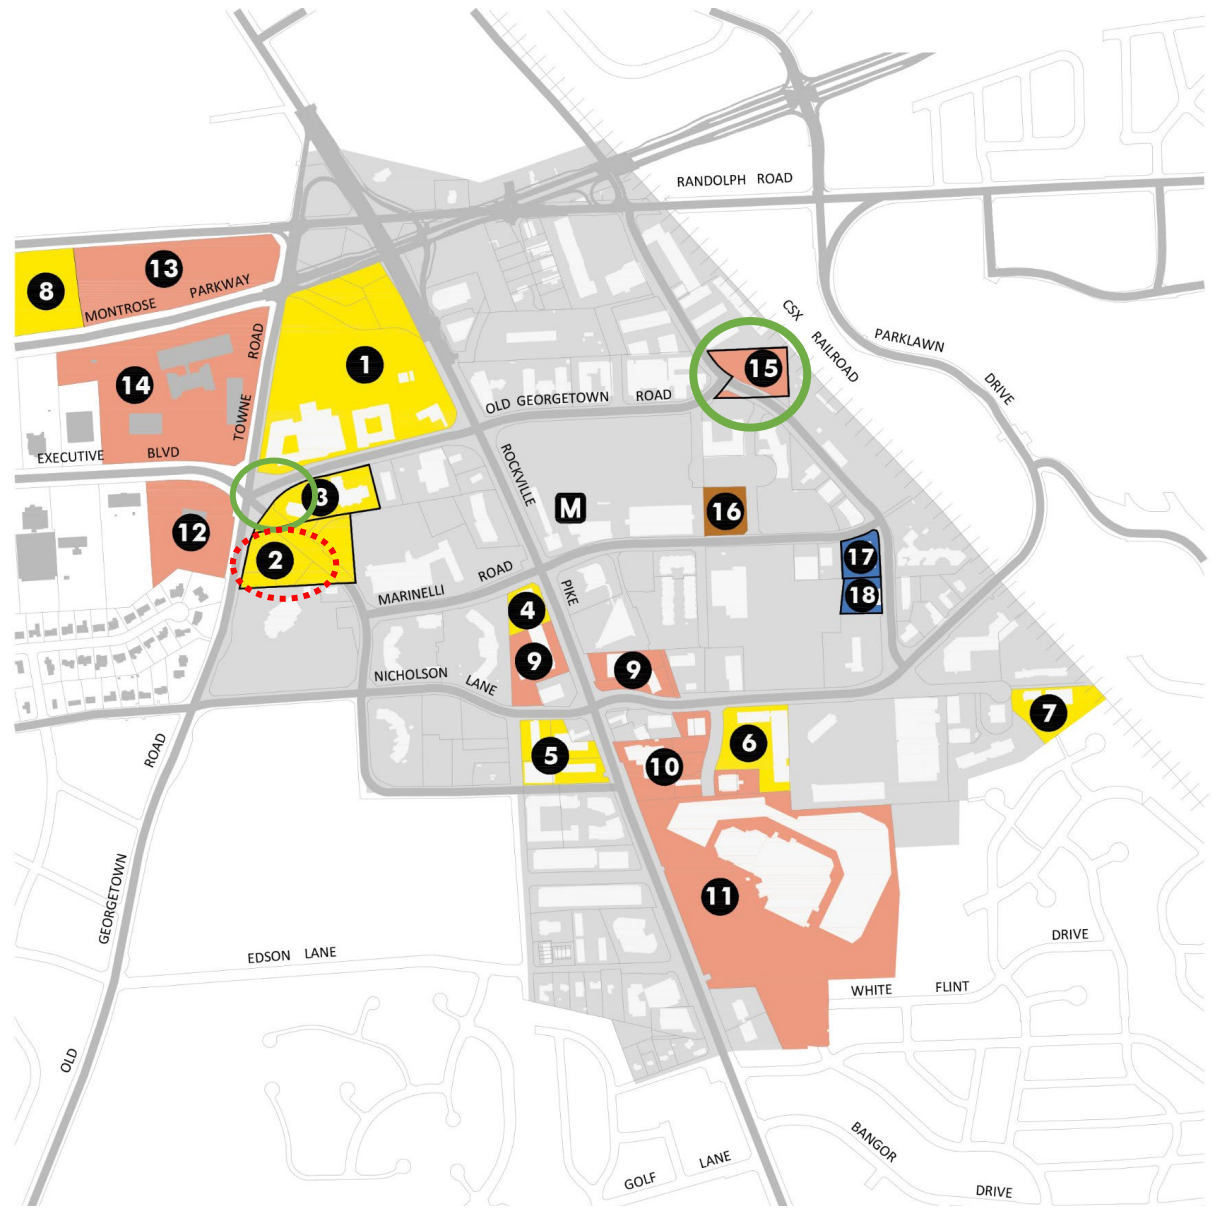 RANDOLPH ROAD
13
8
MONTROSE PARKWAY
CSX RAILROAD
PARKLAWN DRIVE
TOWNE ROAD
1
15
14
OLD GEORGETOWN ROAD
EXECUTIVE BLVD
ROCKVILLE PIKE
3
M
16
12
17
2
MARINELLI ROAD
18
4
9
9
NICHOLSON LANE
7
6
5
10
11
OLD GEORGETOWN ROAD
DRIVE
EDSON LANE
WHITE FLINT
BANGOR DRIVE
GOLF LANE